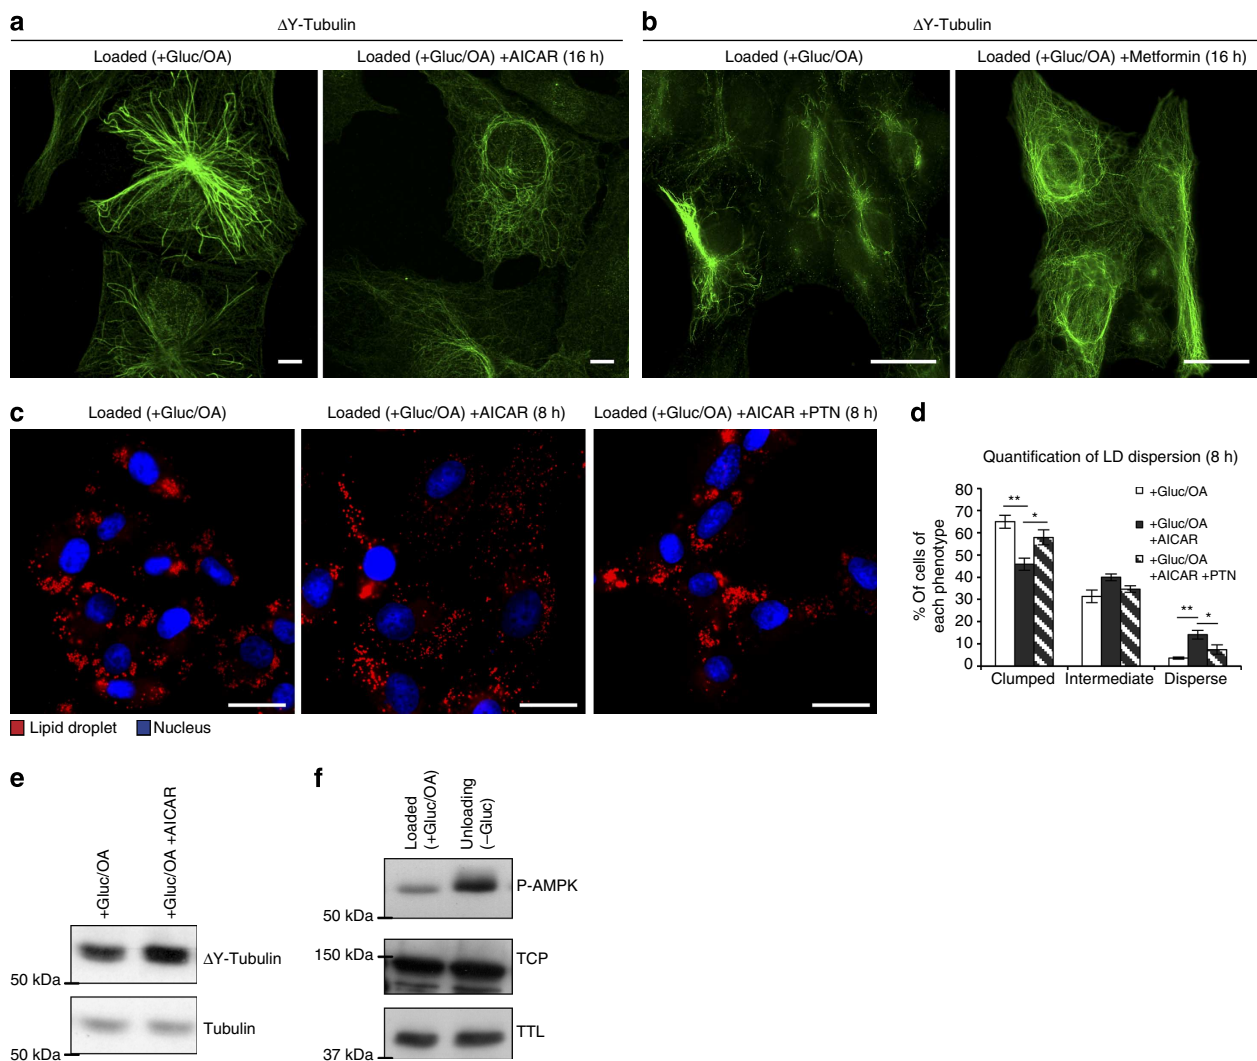 a
ΔY-Tubulin
Loaded (+Gluc/OA)
Loaded (+Gluc/OA) +AICAR (16 h)
b
ΔY-Tubulin
Loaded (+Gluc/OA)
Loaded (+Gluc/OA) +Metformin (16 h)
c
Loaded (+Gluc/OA)
Loaded (+Gluc/OA) +AICAR (8 h)
Loaded (+Gluc/OA) +AICAR +PTN (8 h)
Lipid droplet
Nucleus
d
Quantification of LD dispersion (8 h)
% Of cells of
each phenotype
80
70
60
50
40
30
20
10
0
**
*
**
*
Clumped
Intermediate
Disperse
+Gluc/OA
+Gluc/OA
+AICAR
+Gluc/OA
+AICAR +PTN
e
+Gluc/OA
+Gluc/OA +AICAR
ΔY-Tubulin
50 kDa
Tubulin
50 kDa
f
Loaded
(+Gluc/OA)
Unloading
(−Gluc)
P-AMPK
50 kDa
150 kDa
TCP
TTL
37 kDa